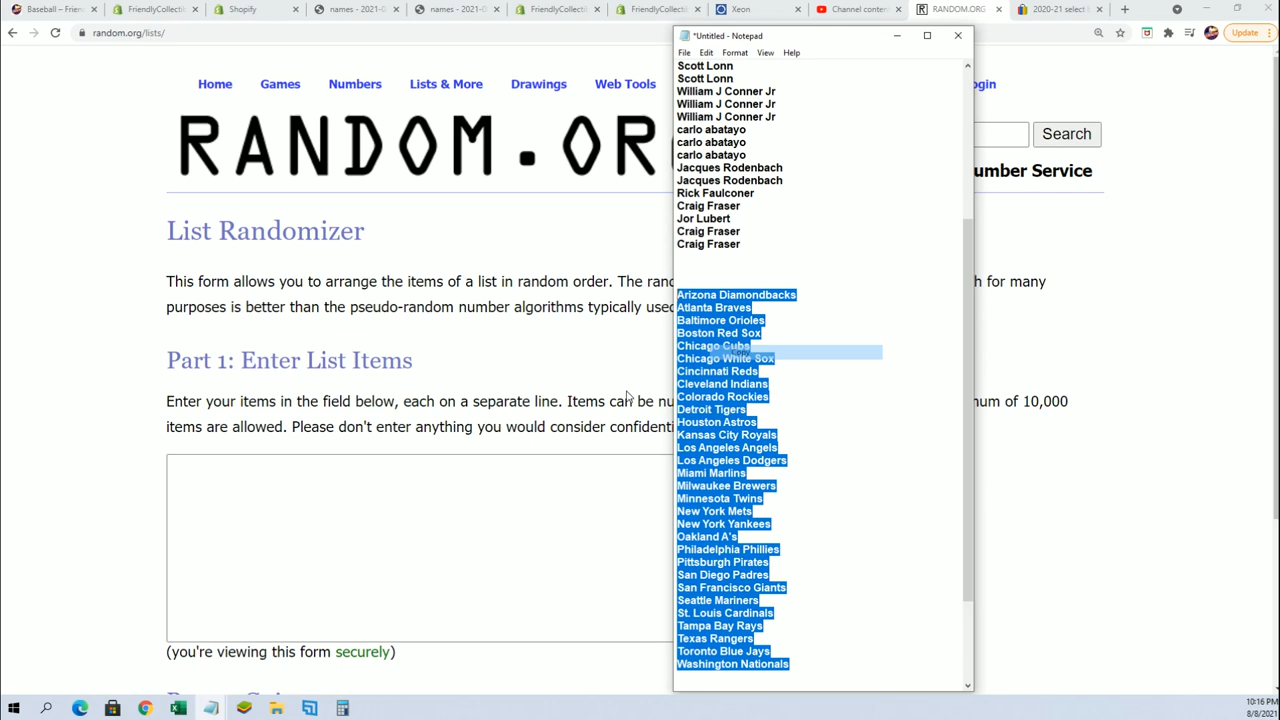 Baseball – Frien
FriendlyCollecti
Shopify
names - 2021-0
names - 2021-0
FriendlyCollecti
FriendlyCollecti
Xeon
Channel conten
RANDOM.ORG
2020-21 select
random.org/lists/
Update
*Untitled - Notepad
File Edit Format View Help
Home Games Numbers Lists & More Drawings Web Tools
ogin
RANDOM.OR
Search
umber Service
List Randomizer
This form allows you to arrange the items of a list in random order. The ran
h for many
purposes is better than the pseudo-random number algorithms typically use
Part 1: Enter List Items
Enter your items in the field below, each on a separate line. Items can be nu
num of 10,000
items are allowed. Please don't enter anything you would consider confident
(you're viewing this form securely)
Scott Lonn
Scott Lonn
William J Conner Jr
William J Conner Jr
William J Conner Jr
carlo abatayo
carlo abatayo
carlo abatayo
Jacques Rodenbach
Jacques Rodenbach
Rick Faulconer
Craig Fraser
Jor Lubert
Craig Fraser
Craig Fraser
Arizona Diamondbacks
Atlanta Braves
Baltimore Orioles
Boston Red Sox
Chicago Cubs
Copy
Chicago White Sox
Cincinnati Reds
Cleveland Indians
Colorado Rockies
Detroit Tigers
Houston Astros
Kansas City Royals
Los Angeles Angels
Los Angeles Dodgers
Miami Marlins
Milwaukee Brewers
Minnesota Twins
New York Mets
New York Yankees
Oakland A's
Philadelphia Phillies
Pittsburgh Pirates
San Diego Padres
San Francisco Giants
Seattle Mariners
St. Louis Cardinals
Tampa Bay Rays
Texas Rangers
Toronto Blue Jays
Washington Nationals
10:16 PM
8/8/2021